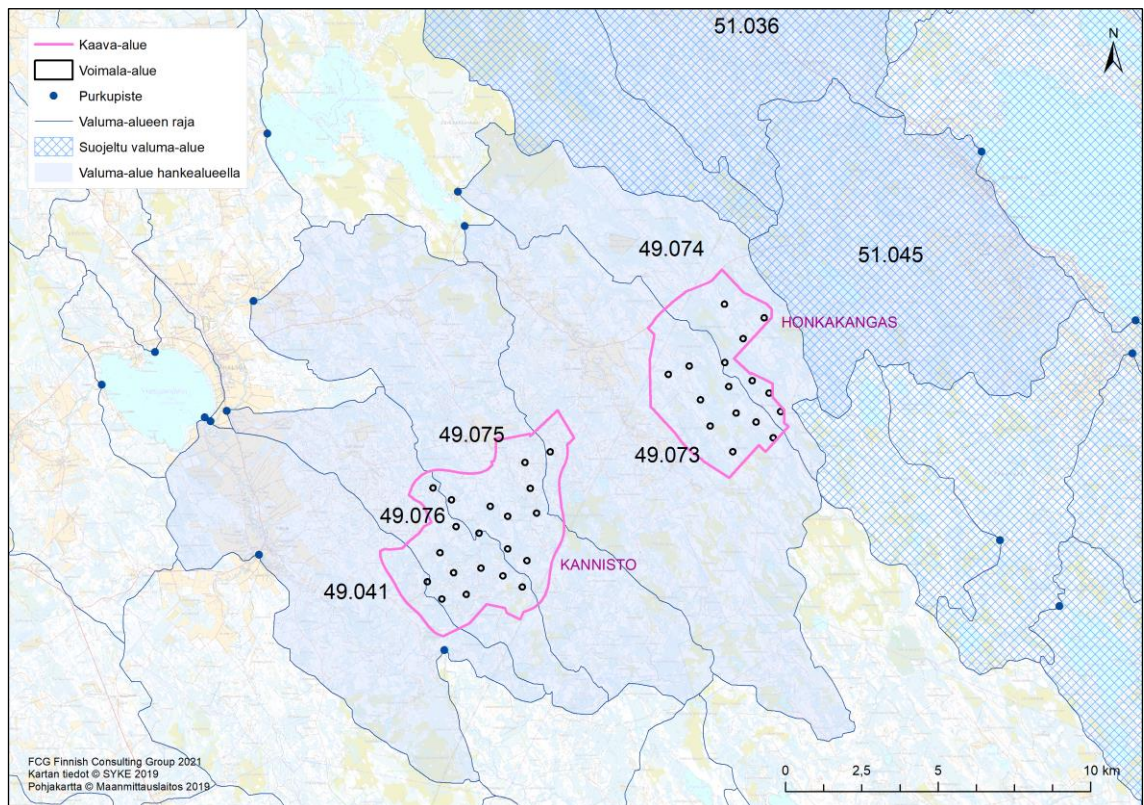 51.036
N
Kaava-alue
Voimala-alue
Purkupiste
Valuma-alueen raja
Suojeltu valuma-alue
Valuma-alue hankealueella
49.074
51.045
HONKAKANGAS
49.075
49.073
49.076
KANNISTO
49.041
FCG Finnish Consulting Group 2021
Kartan tiedot © SYKE 2019
Pohjakartta © Maanmittauslaitos 2019
0 2,5 5 10 km